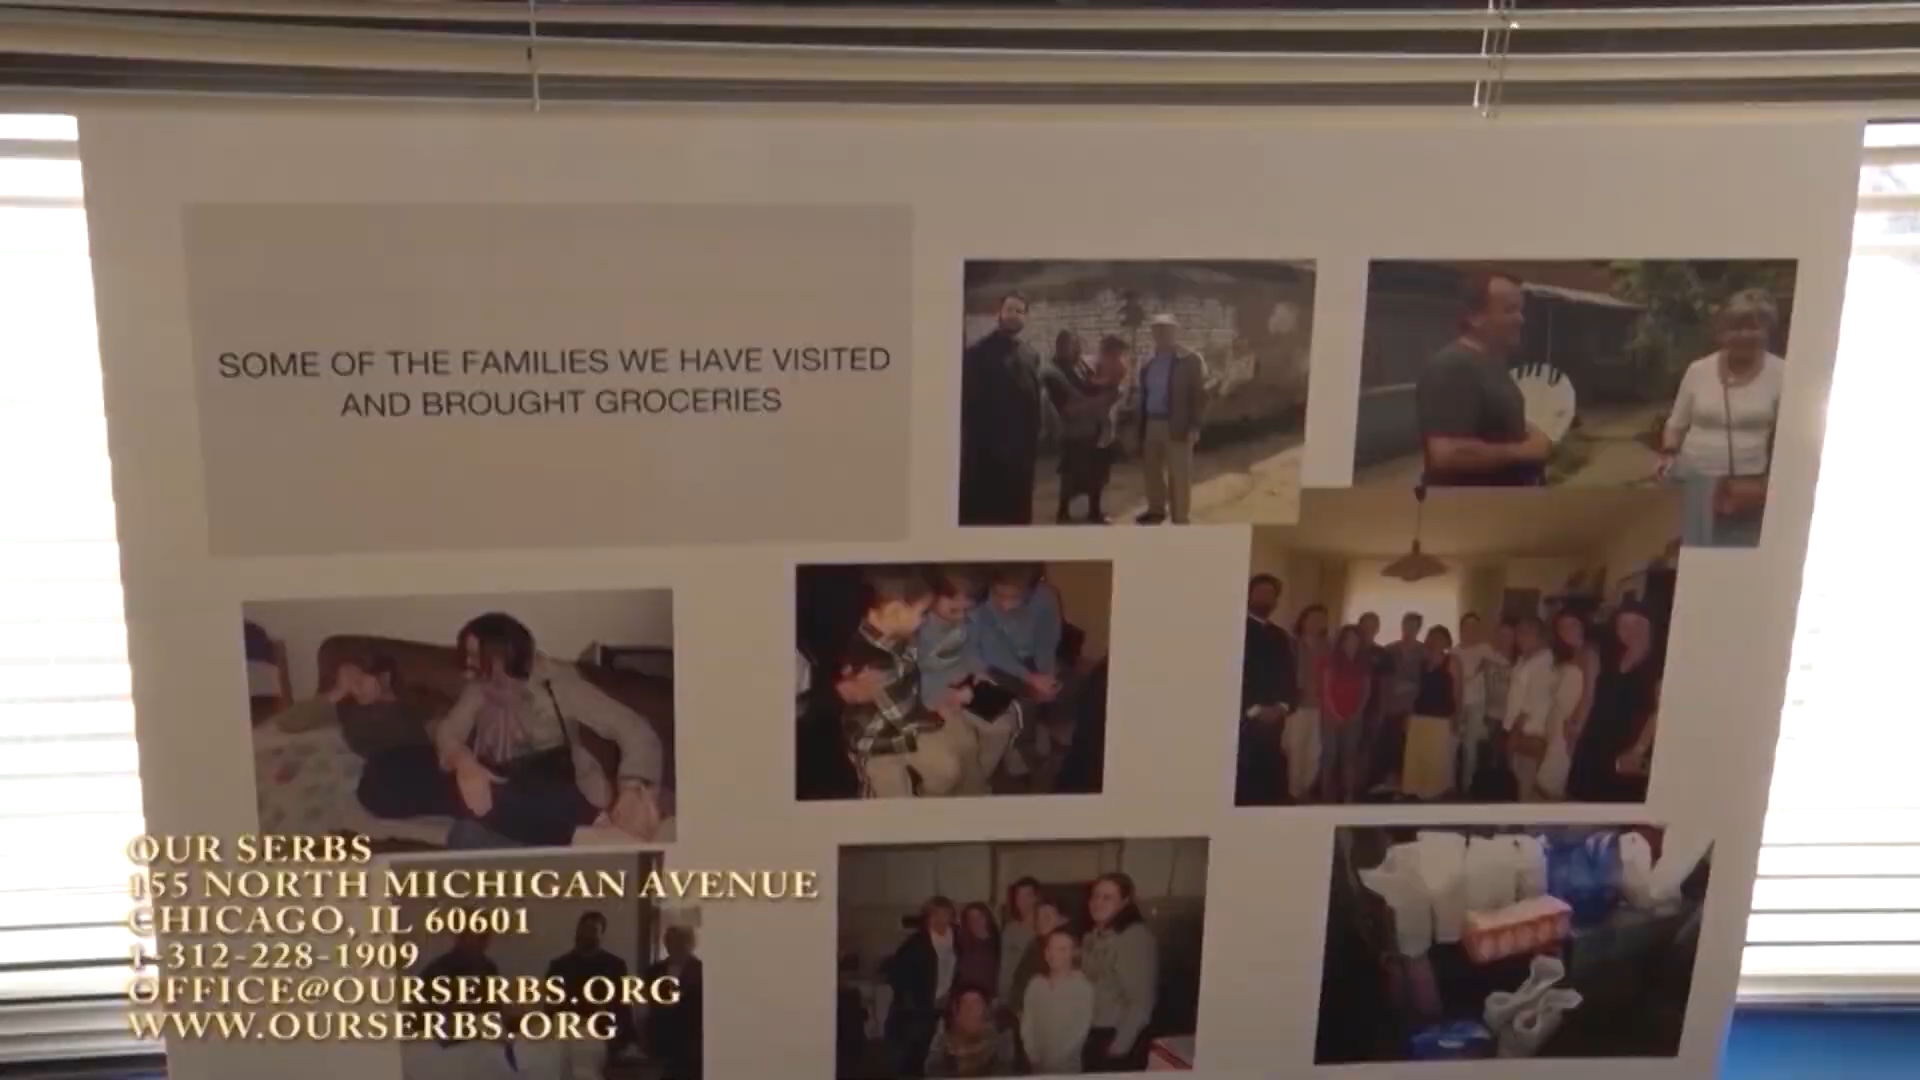 SOME OF THE FAMILIES WE HAVE VISITED
AND BROUGHT GROCERIES
OUR SERBS
155 NORTH MICHIGAN AVENUE
CHICAGO, IL 60601
1-312-228-1909
OFFICE@OURSERBS.ORG
WWW.OURSERBS.ORG